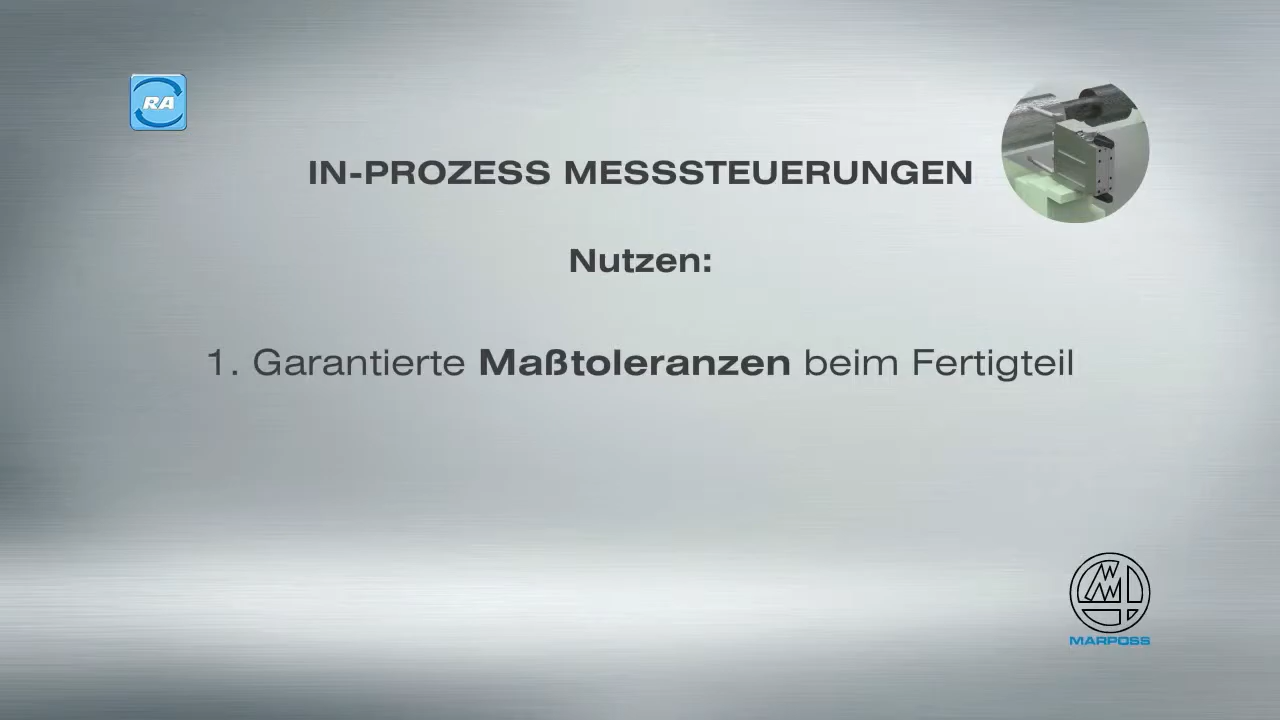 RA
IN-PROZESS MESSSTEUERUNGEN
Nutzen:
1. Garantierte Maßtoleranzen beim Fertigteil
MARPOSS